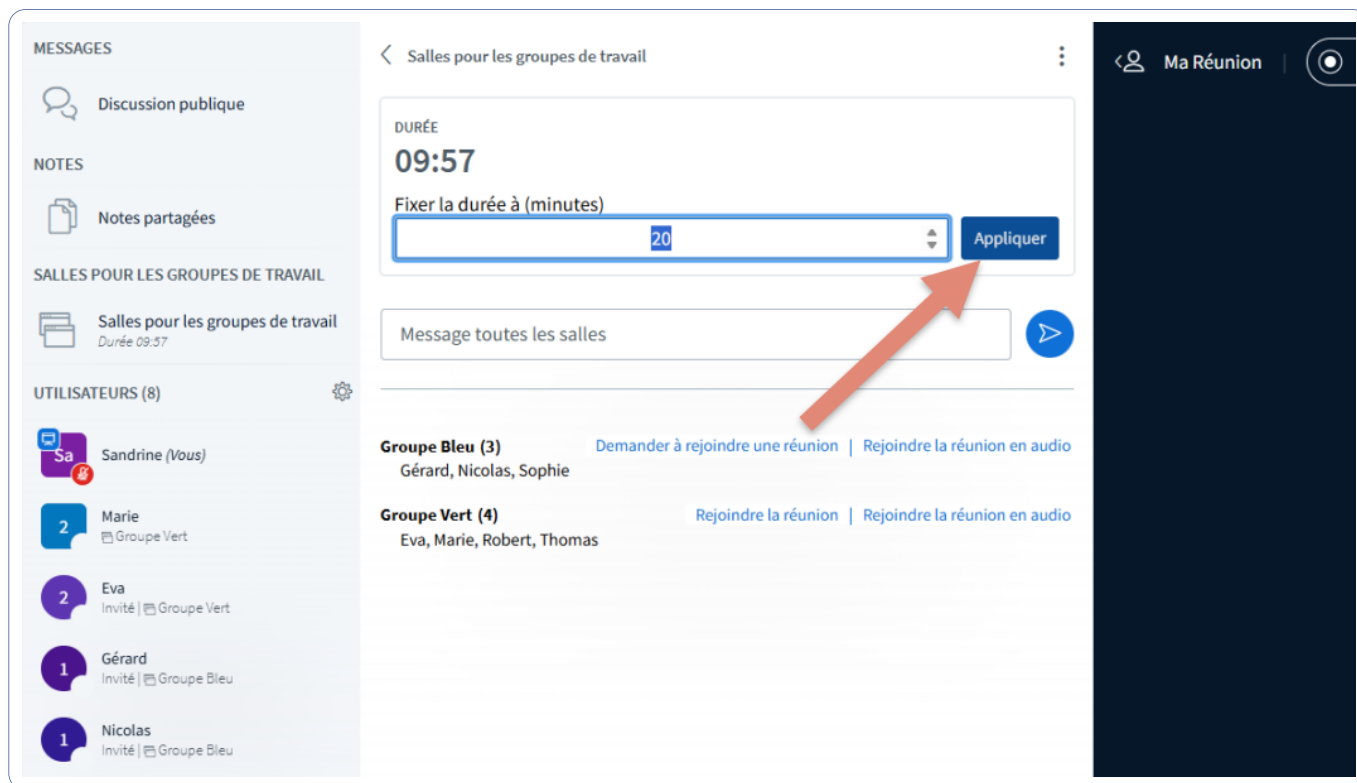 MESSAGES
Discussion publique
NOTES
Notes partagées
SALLES POUR LES GROUPES DE TRAVAIL
Salles pour les groupes de travail
Durée 09:57
UTILISATEURS (8)
Sa
Sandrine (Vous)
2
Marie
Groupe Vert
2
Eva
Invité | Groupe Vert
1
Gérard
Invité | Groupe Bleu
1
Nicolas
Invité | Groupe Bleu
Salles pour les groupes de travail
DURÉE
09:57
Fixer la durée à (minutes)
20
Appliquer
Message toutes les salles
Groupe Bleu (3)
Demander à rejoindre une réunion | Rejoindre la réunion en audio
Gérard, Nicolas, Sophie
Groupe Vert (4)
Rejoindre la réunion | Rejoindre la réunion en audio
Eva, Marie, Robert, Thomas
Ma Réunion